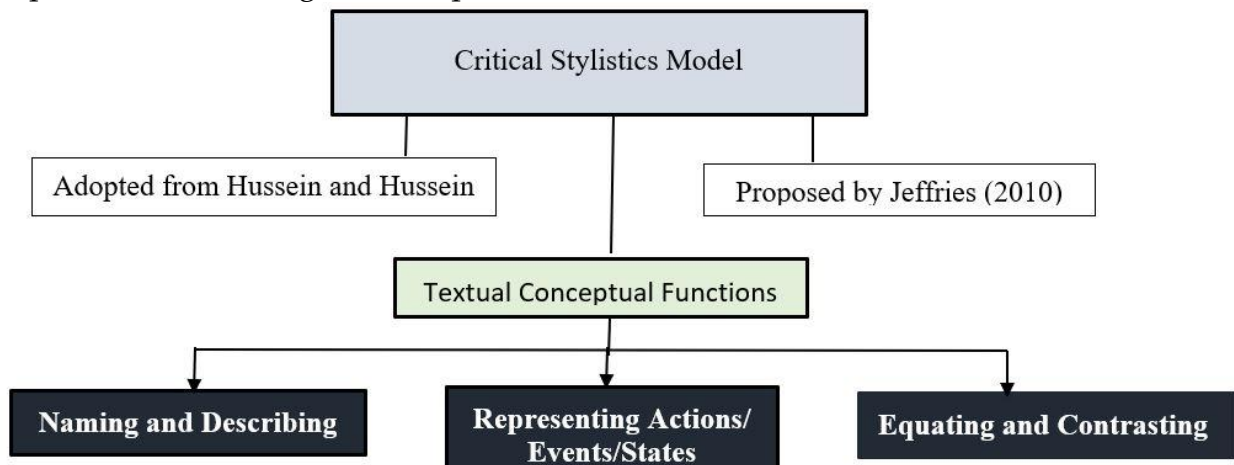 Critical Stylistics Model
Adopted from Hussein and Hussein
Proposed by Jeffries (2010)
Textual Conceptual Functions
Naming and Describing
Representing Actions/
Events/States
Equating and Contrasting